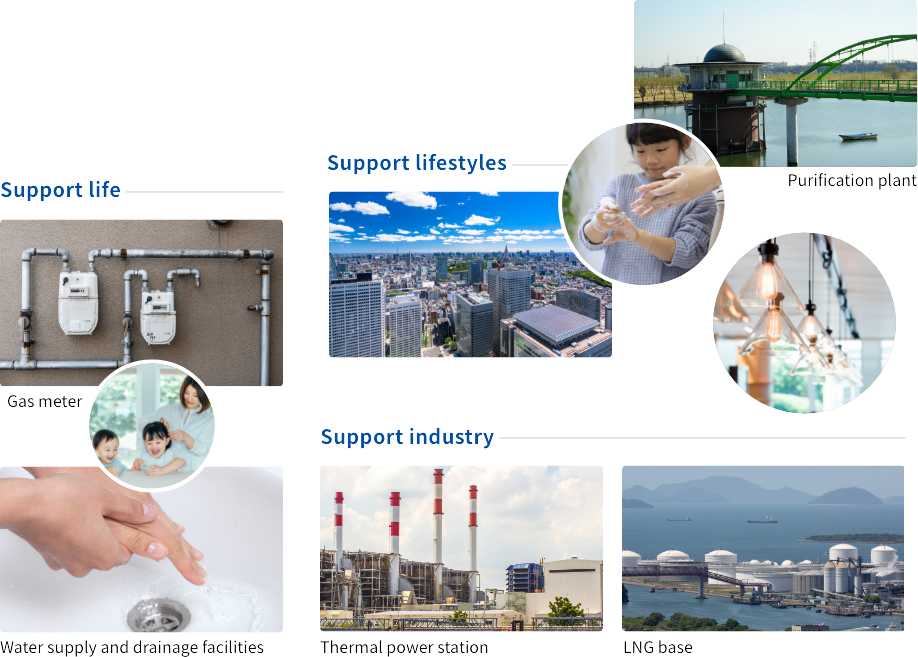 Purification plant
Support lifestyles
Support life
Gas meter
Support industry
Water supply and drainage facilities
Thermal power station
LNG base